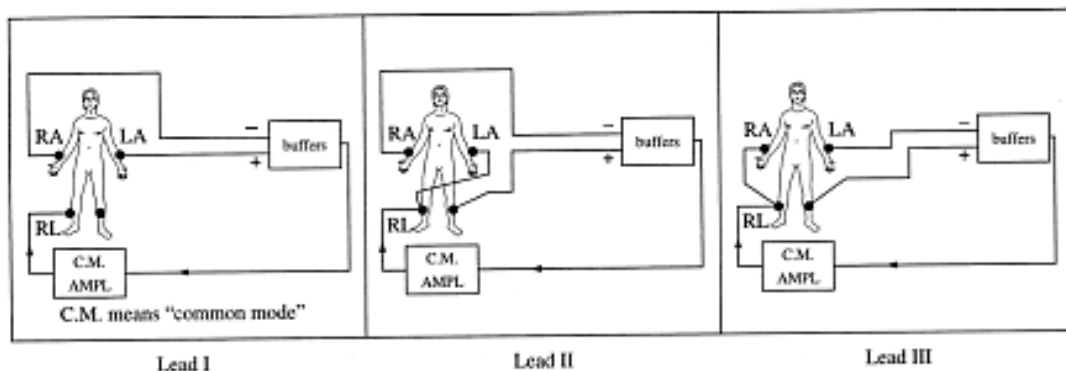 RA LA
−
+
buffers
RL
C.M.
AMPL
C.M. means “common mode”
Lead I
RA LA
−
+
buffers
RL
C.M.
AMPL
Lead II
RA LA
−
+
buffers
RL
C.M.
AMPL
Lead III